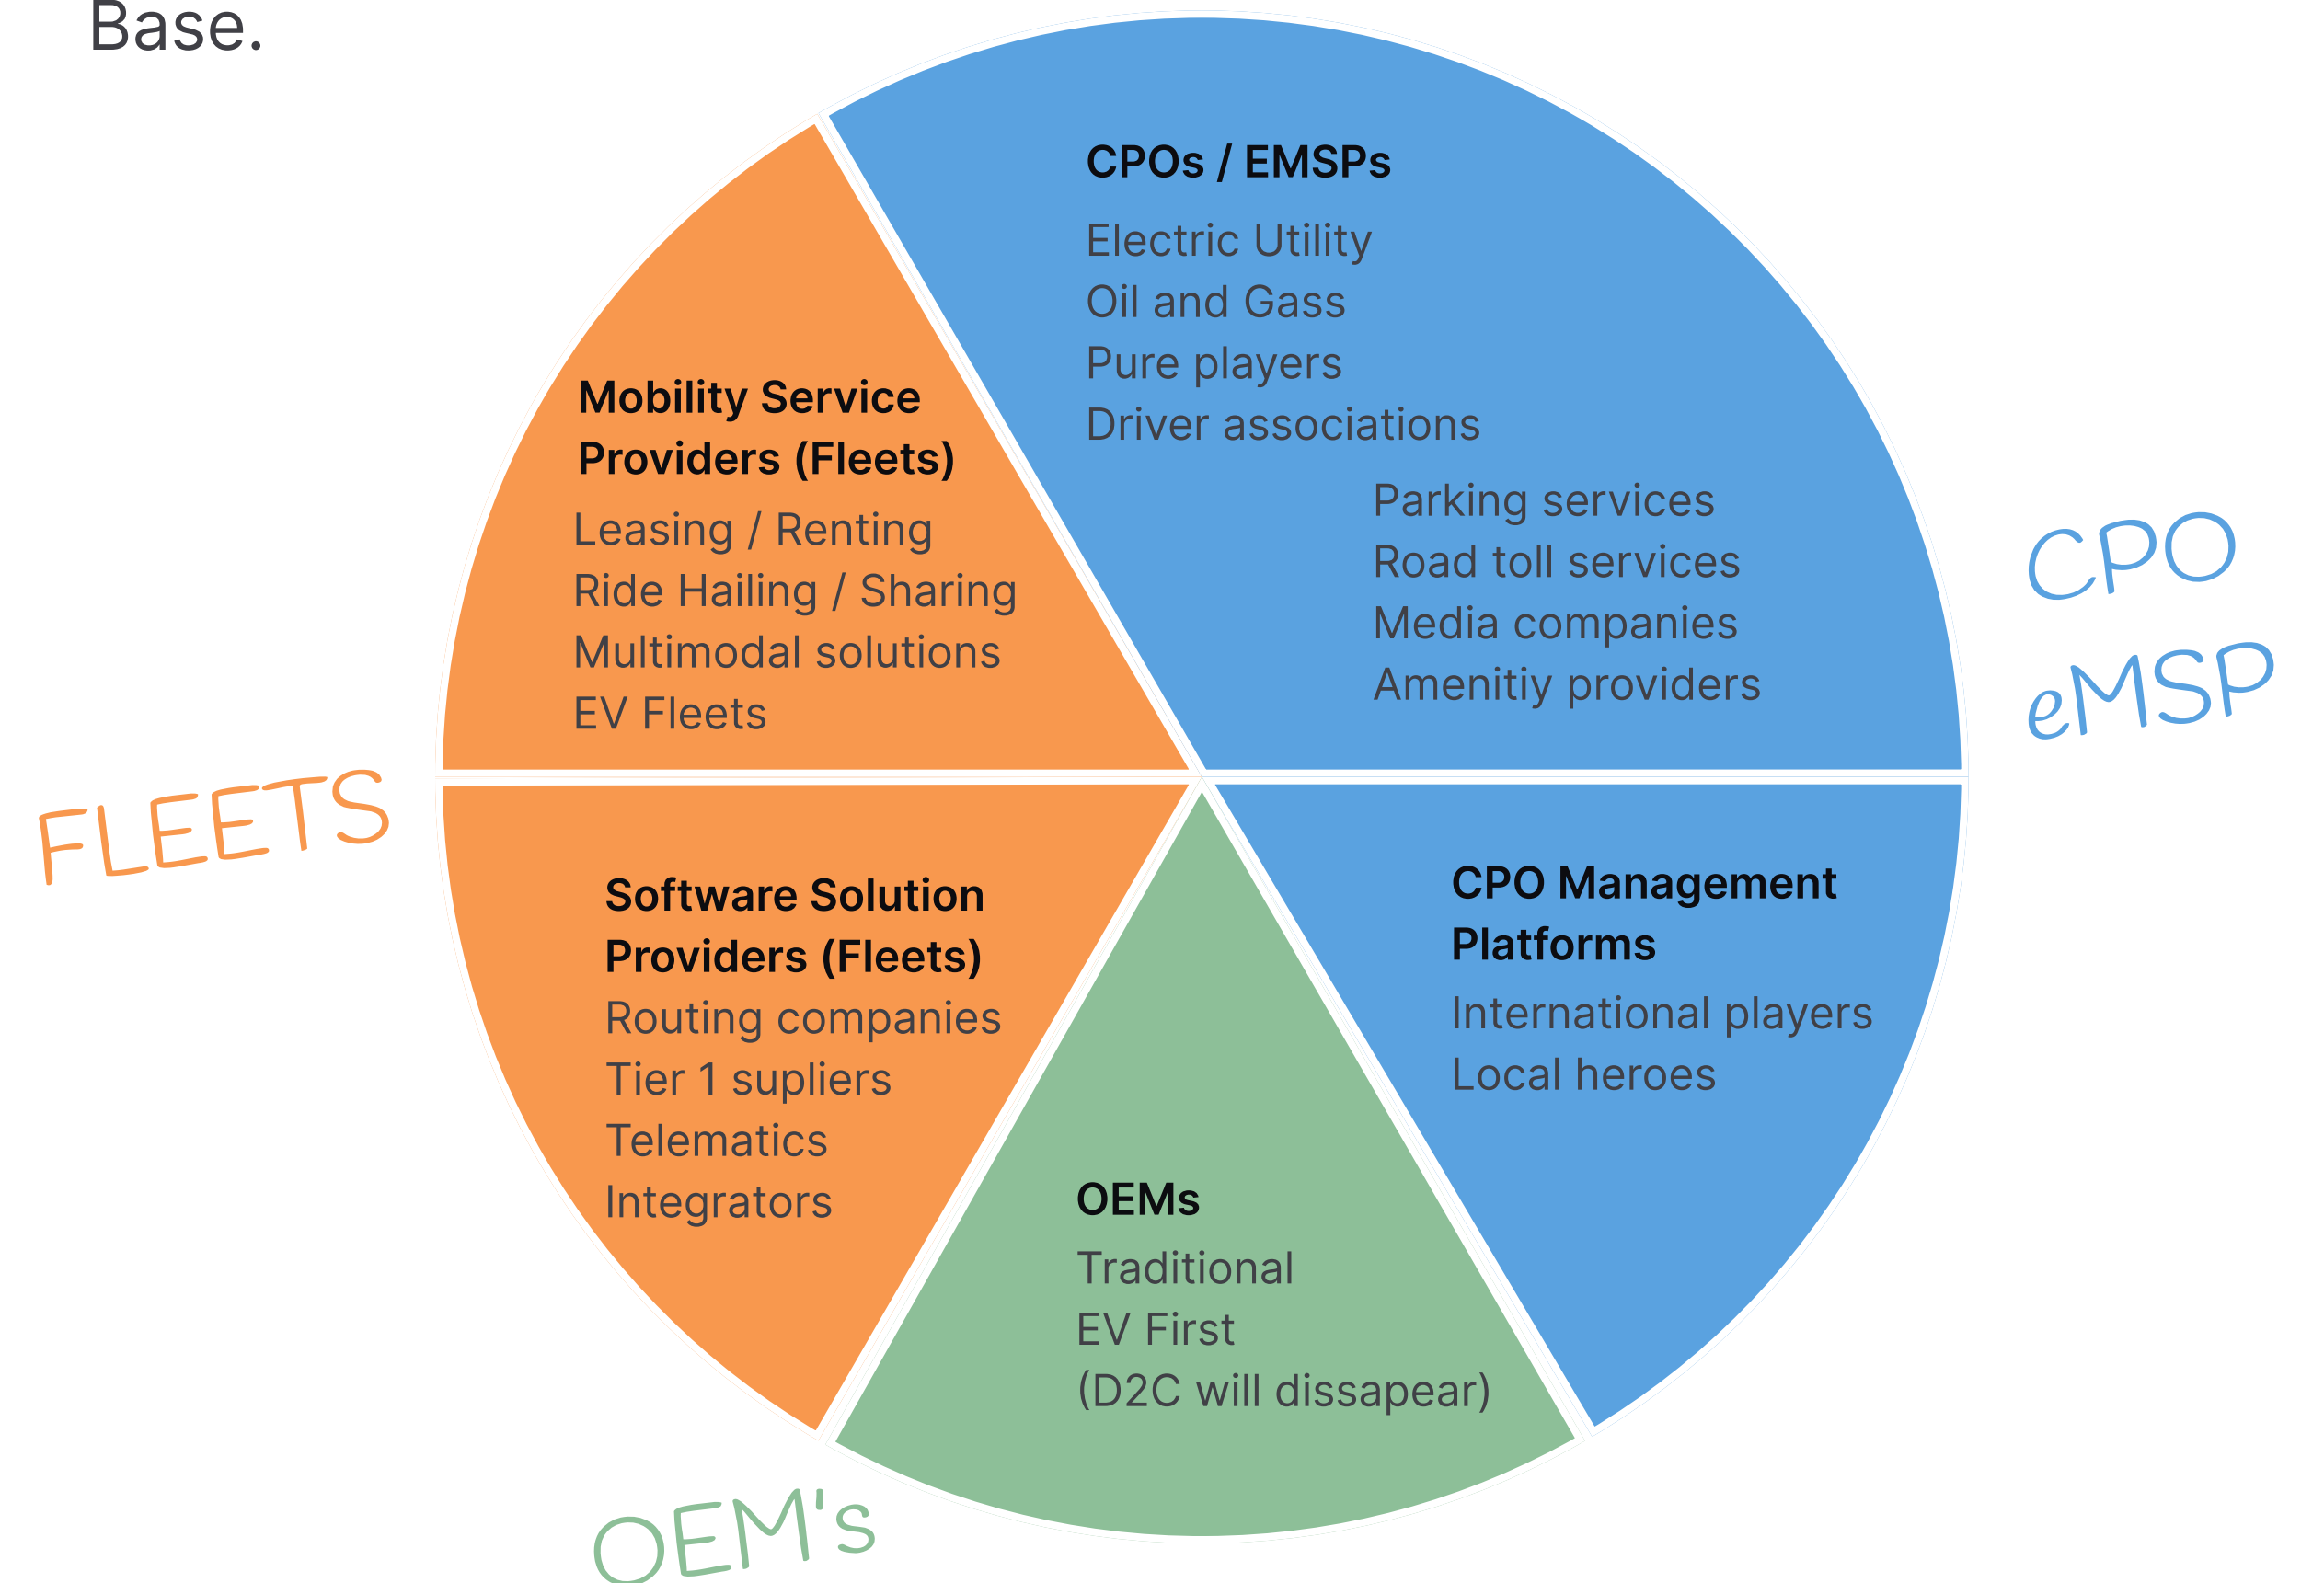 Base.
CPOs / EMSPs
Electric Utility
Oil and Gass
Pure players
Driver associations
Parking services
Road toll services
Media companies
Amenitiy providers
Mobility Service
Providers (Fleets)
Leasing / Renting
Ride Hailing / Sharing
Multimodal solutions
EV Fleets
CPO
eMSP
FLEETS
Software Solution
Providers (Fleets)
Routing companies
Tier 1 supliers
Telematics
Integrators
CPO Management
Platforms
International players
Local heroes
OEMs
Traditional
EV First
(D2C will dissapear)
OEM's